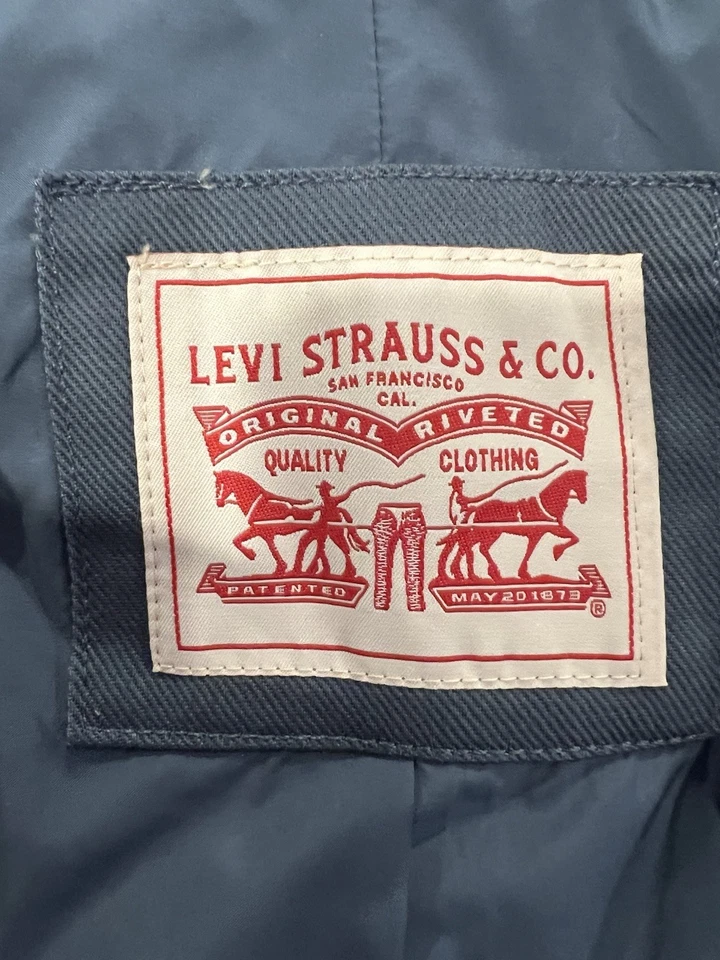 LEVI STRAUSS & CO.
SAN FRANCISCO
CAL.
ORIGINAL RIVETED
QUALITY CLOTHING
PATENTED MAY 20 1873
®